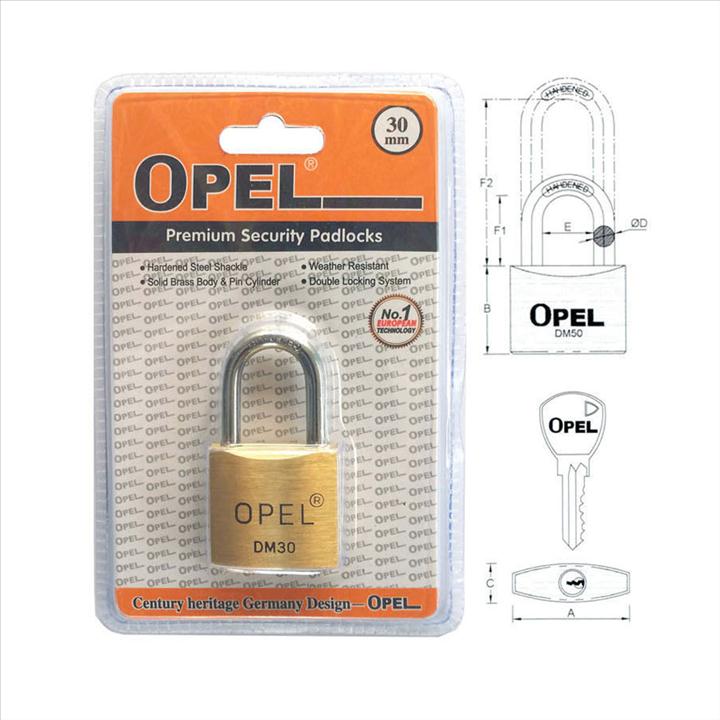 30
mm
OPEL®
Premium Security Padlocks
• Hardened Steel Shackle
• Solid Brass Body & Pin Cylinder
• Weather Resistant
• Double Locking System
No.1
EUROPEAN
TECHNOLOGY
OPEL®
DM30
Century heritage Germany Design—OPEL
HARDENED
F2
HARDENED
F1
E
ØD
B
OPEL
DM50
OPEL
C
A